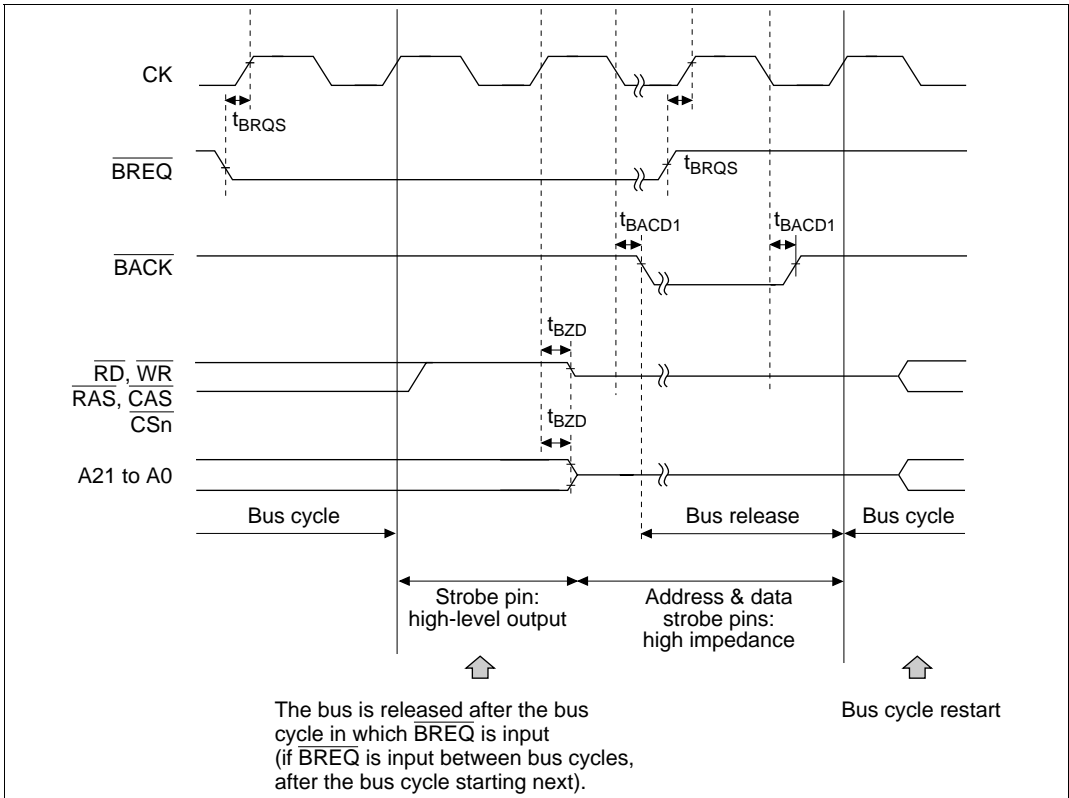 CK
tBRQS
BREQ
tBRQS
tBACD1
tBACD1
BACK
tBZD
RD, WR
RAS, CAS
CSn
tBZD
A21 to A0
Bus cycle
Bus release
Bus cycle
Strobe pin:
high-level output
Address & data
strobe pins:
high impedance
The bus is released after the bus
cycle in which BREQ is input
(if BREQ is input between bus cycles,
after the bus cycle starting next).
Bus cycle restart